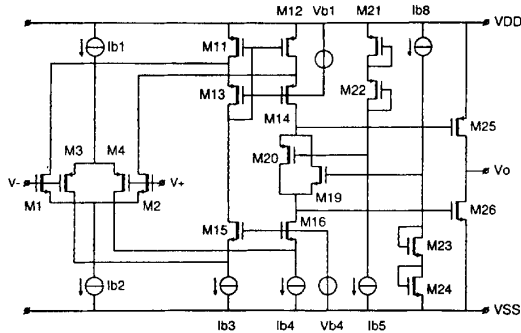 M12 Vb1 M21 Ib8
VDD
Ib1 M11
M13 M22
M14
M3 M4 M20 M25
V- V+ Vo
M1 M2 M19
M15 M16 M26
M23
Ib2 M24
VSS
Ib3 Ib4 Vb4 Ib5